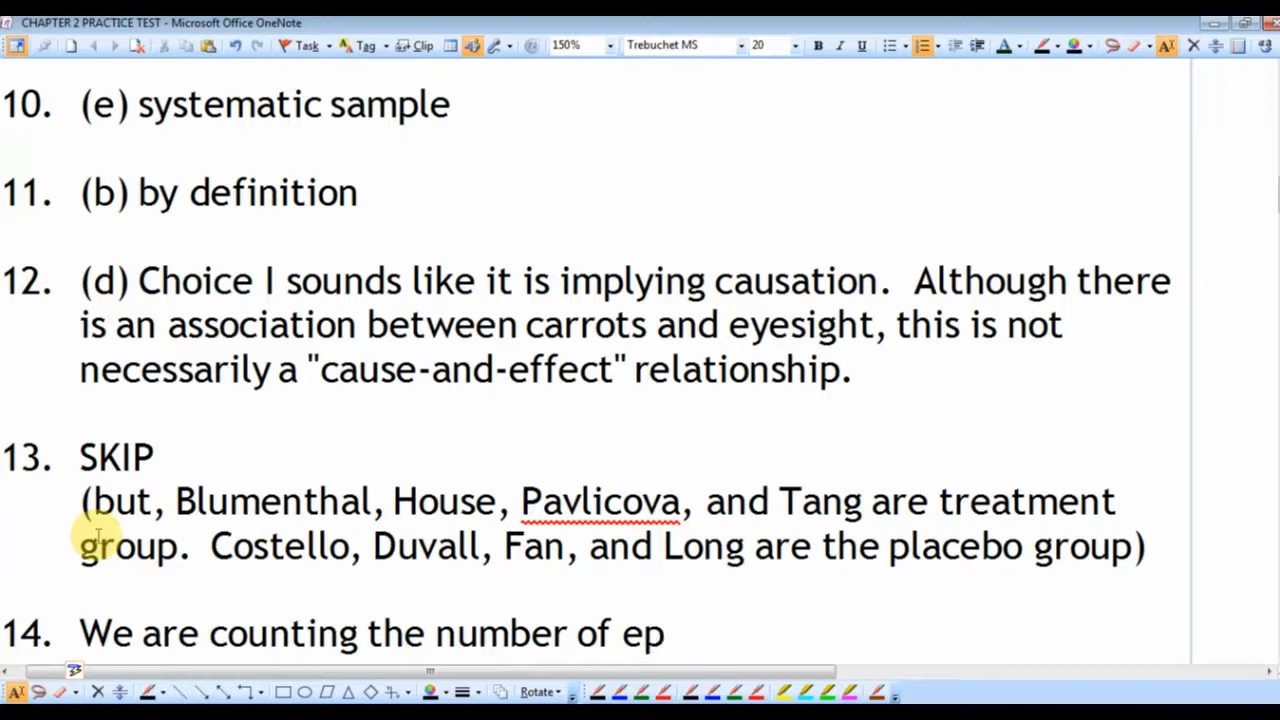 CHAPTER 2 PRACTICE TEST - Microsoft Office OneNote
Task Tag Clip 150% Trebuchet MS 20 B I U A A
10. (e) systematic sample
11. (b) by definition
12. (d) Choice I sounds like it is implying causation. Although there
is an association between carrots and eyesight, this is not
necessarily a "cause-and-effect" relationship.
13. SKIP
(but, Blumenthal, House, Pavlicova, and Tang are treatment
group. Costello, Duvall, Fan, and Long are the placebo group)
14. We are counting the number of ep
A Rotate